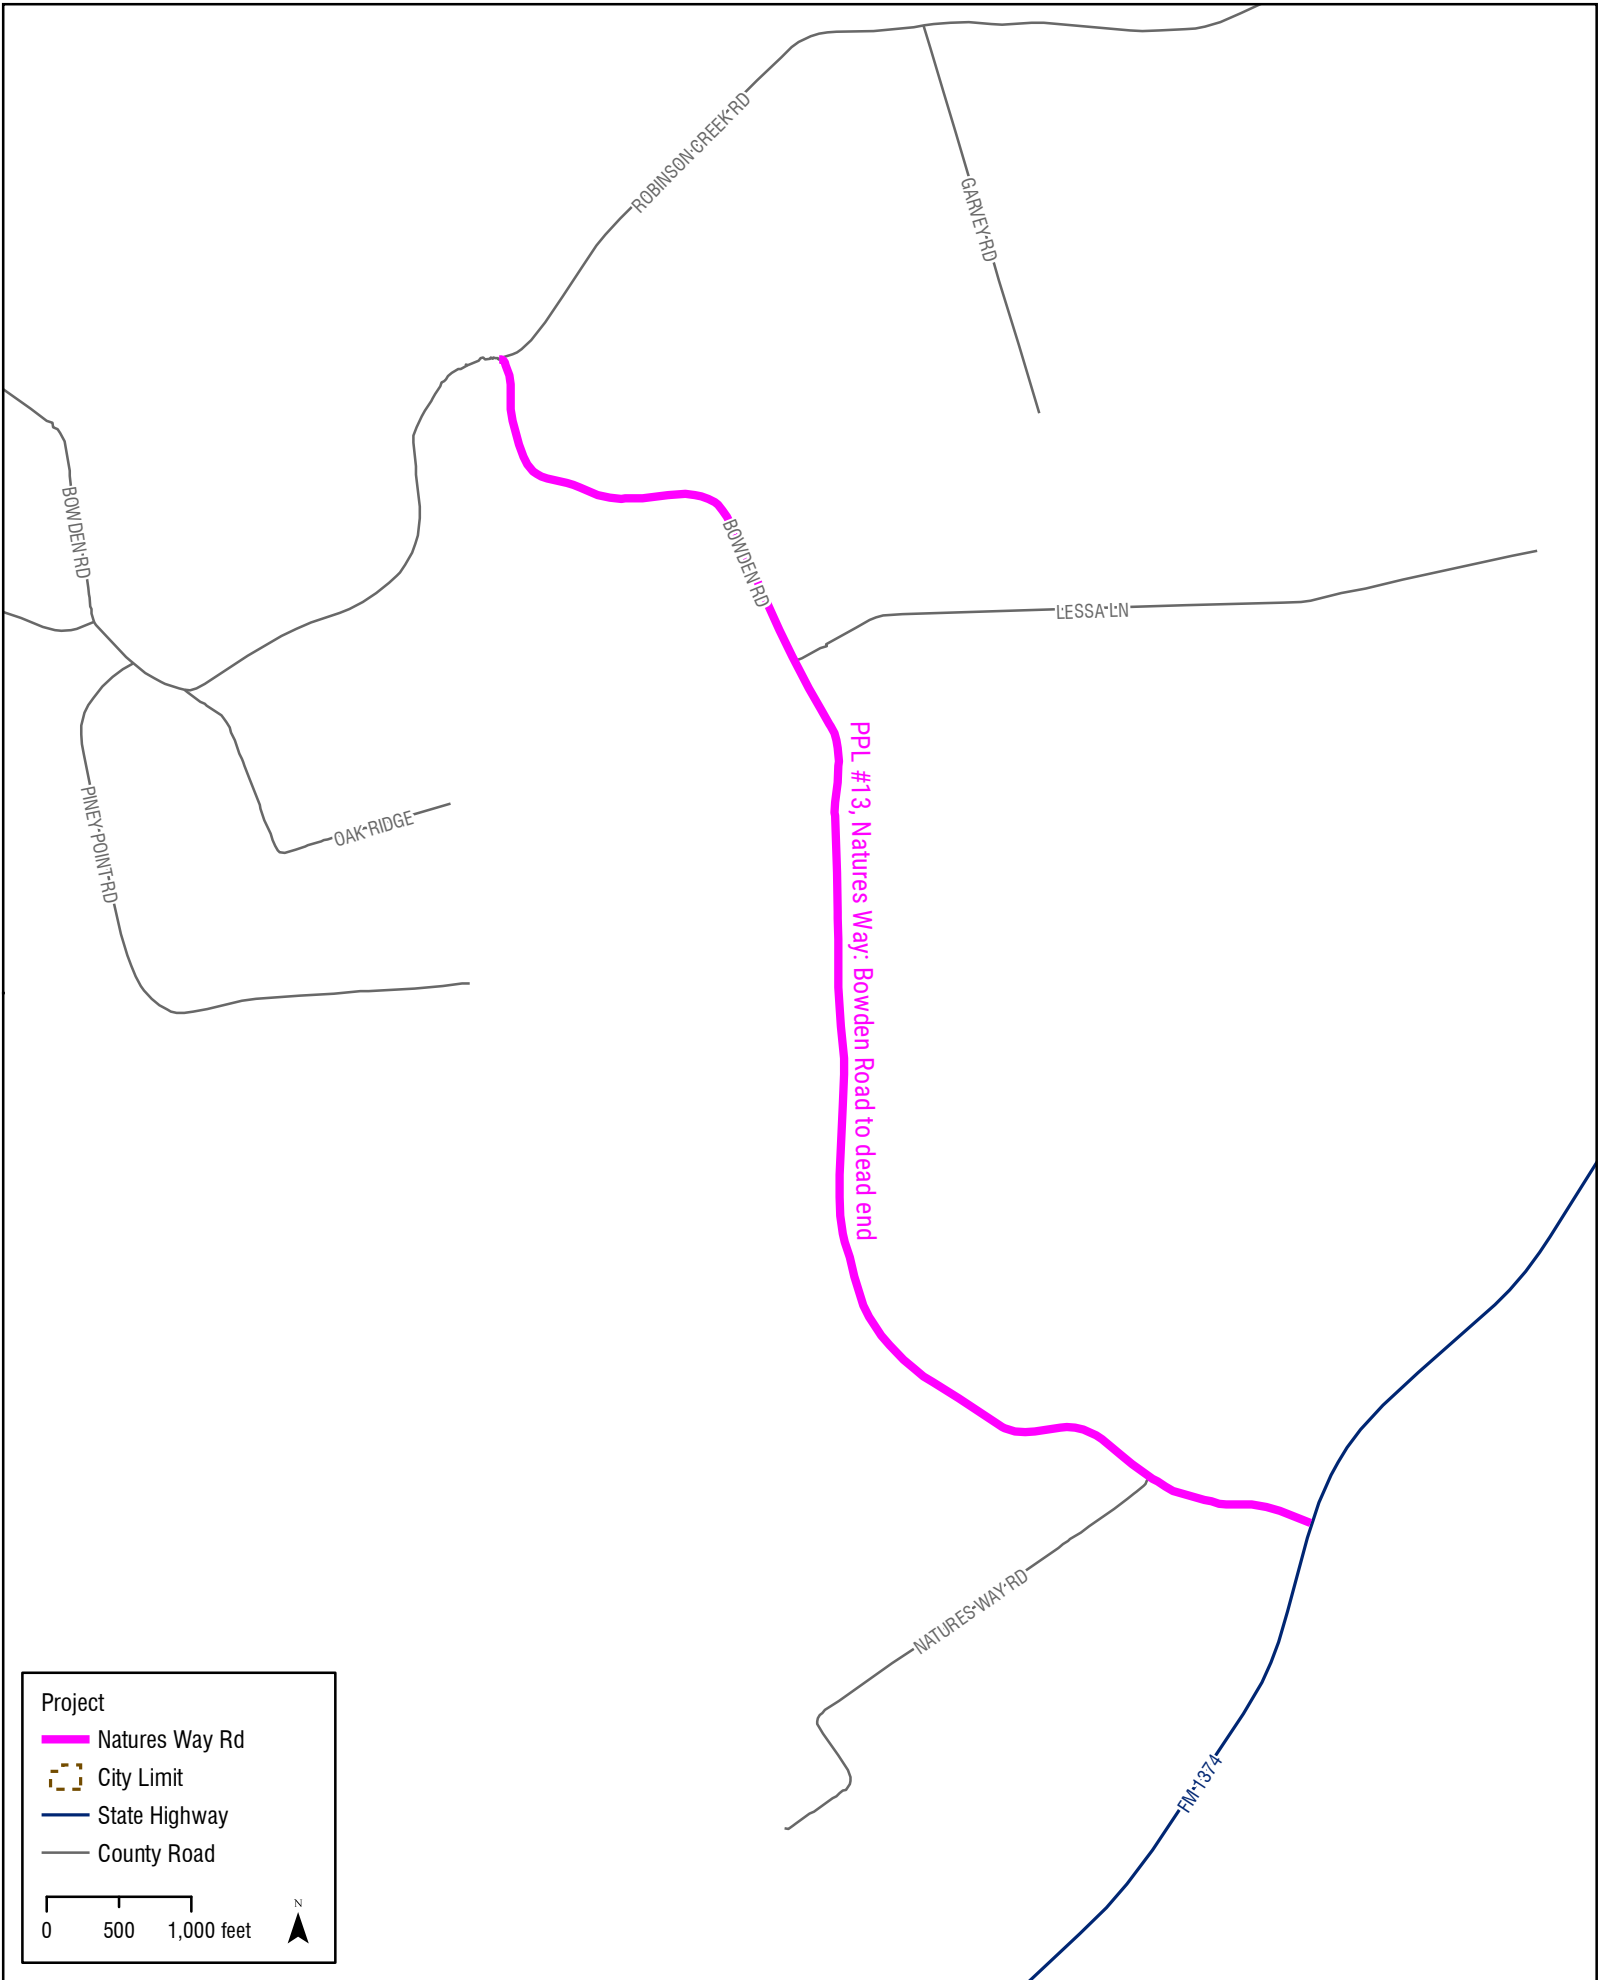 ROBINSON CREEK RD
GARVEY RD
BOWDEN RD
BOWDEN RD
LESSA LN
PPL #13, Natures Way: Bowden Road to dead end
PINEY POINT RD
OAK RIDGE
NATURES WAY RD
FM 1374
Project
Natures Way Rd
City Limit
State Highway
County Road
N
0 500 1,000 feet